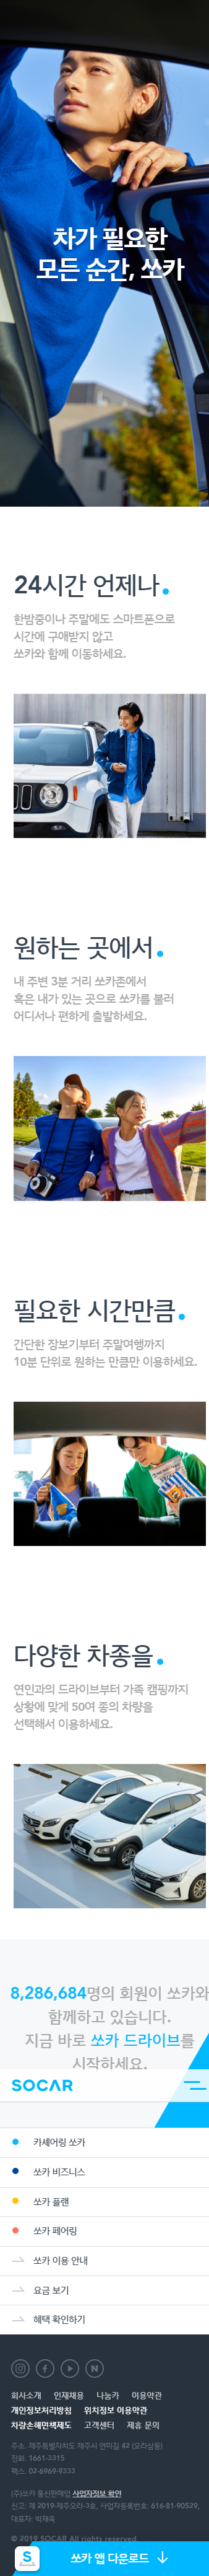 차가 필요한
모든 순간, 쏘카
24시간 언제나.
한밤중이나 주말에도 스마트폰으로
시간에 구애받지 않고
쏘카와 함께 이동하세요.
원하는 곳에서.
내 주변 3분 거리 쏘카존에서
혹은 내가 있는 곳으로 쏘카를 불러
어디서나 편하게 출발하세요.
필요한 시간만큼.
간단한 장보기부터 주말여행까지
10분 단위로 원하는 만큼만 이용하세요.
다양한 차종을.
연인과의 드라이브부터 가족 캠핑까지
상황에 맞게 50여 종의 차량을
선택해서 이용하세요.
8,286,684명의 회원이 쏘카와
함께하고 있습니다.
지금 바로 쏘카 드라이브를
시작하세요.
SOCAR
카셰어링 쏘카
쏘카 비즈니스
쏘카 플랜
쏘카 페어링
쏘카 이용 안내
요금 보기
혜택 확인하기
회사소개 인재채용 나눔카 이용약관
개인정보처리방침 위치정보 이용약관
차량손해면책제도 고객센터 제휴 문의
주소. 제주특별자치도 제주시 언마길 42 (오라삼동)
전화. 1661-3315
팩스. 02-6969-9333
(주)쏘카 통신판매업 사업자정보 확인
신고: 제 2019-제주오라-3호, 사업자등록번호: 616-81-90529,
대표자: 박재욱
© 2019 SOCAR All rights reserved.
S
쏘카 앱 다운로드